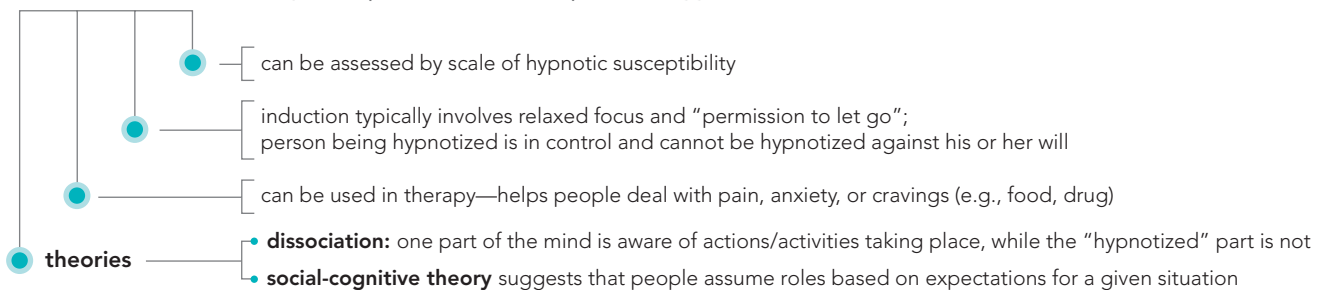 can be assessed by scale of hypnotic susceptibility
induction typically involves relaxed focus and “permission to let go”;
person being hypnotized is in control and cannot be hypnotized against his or her will
can be used in therapy—helps people deal with pain, anxiety, or cravings (e.g., food, drug)
theories
dissociation: one part of the mind is aware of actions/activities taking place, while the “hypnotized” part is not
social-cognitive theory suggests that people assume roles based on expectations for a given situation